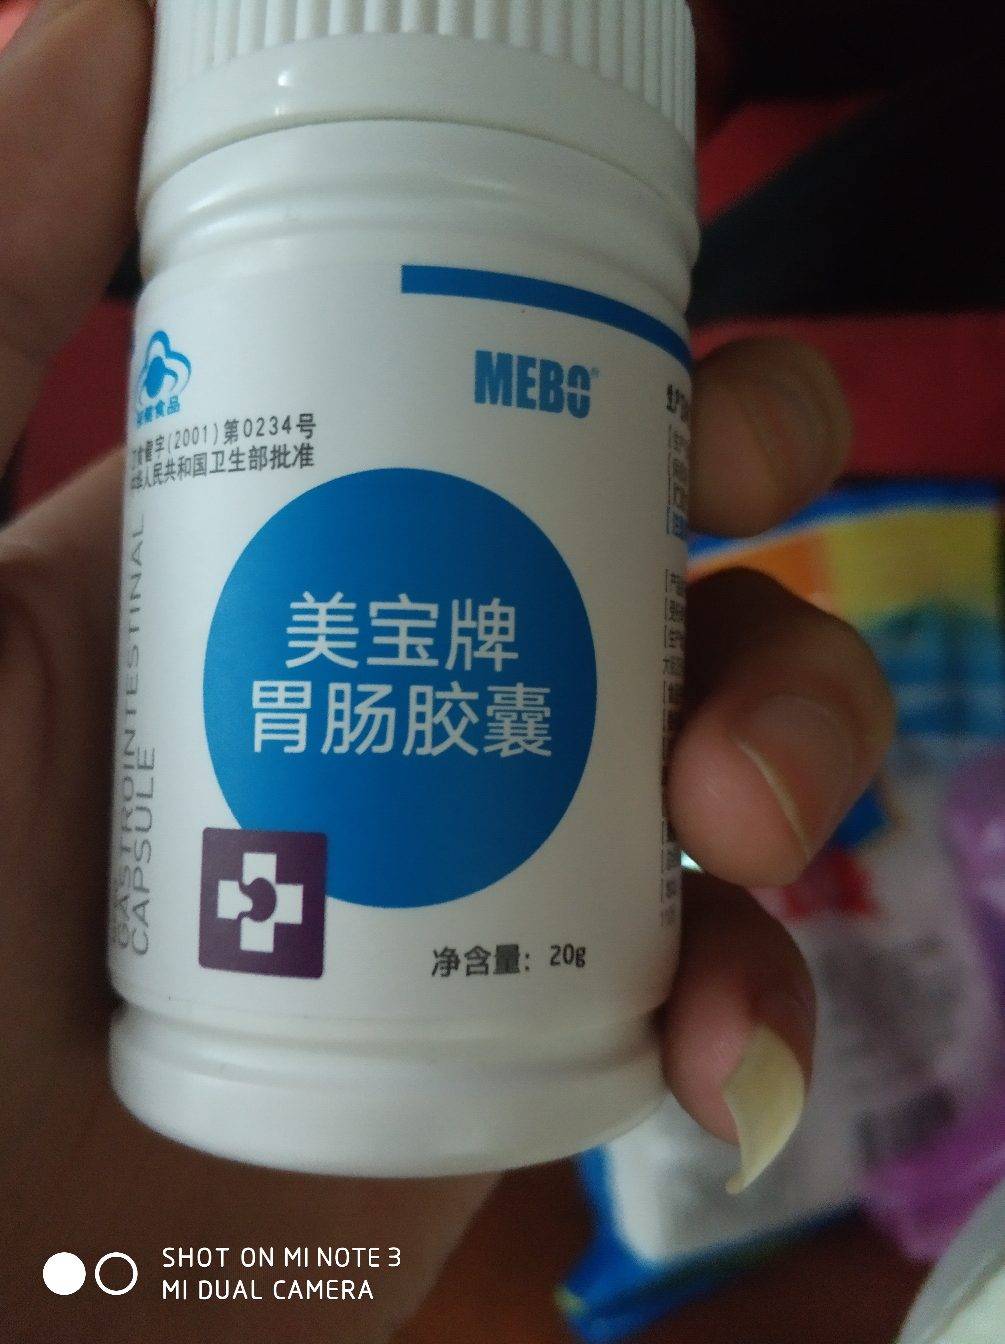 MEBO®
保健食品
卫食健字(2001)第0234号
中华人民共和国卫生部批准
GASTROINTESTINAL
CAPSULE
美宝牌
胃肠胶囊
净含量: 20g
SHOT ON MI NOTE 3
MI DUAL CAMERA